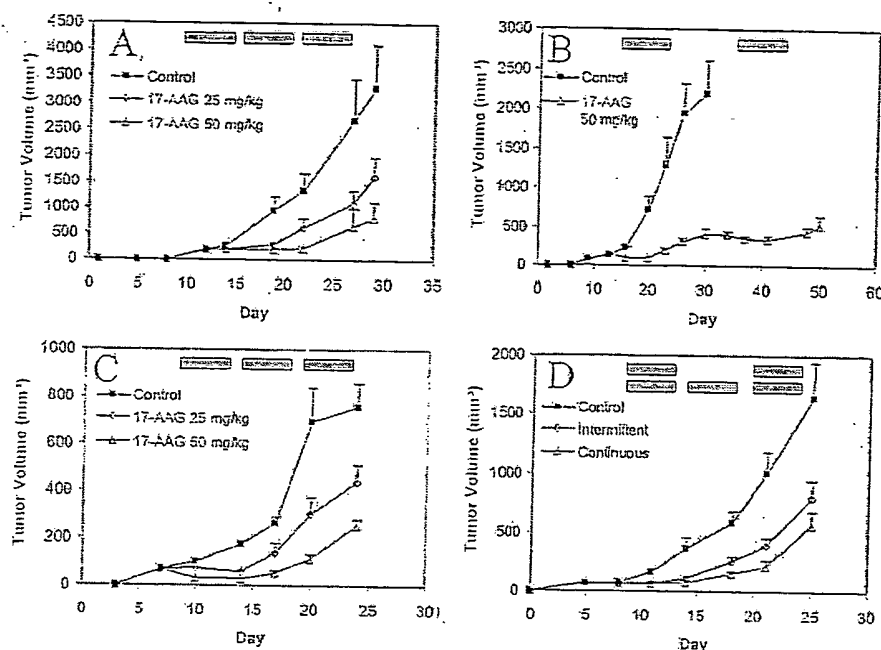 A
Control
17-AAG 25 mg/kg
17-AAG 50 mg/kg
Tumor Volume (mm³)
4500
4000
3500
3000
2500
2000
1500
1000
500
0
0 5 10 15 20 25 30 35
Day
B
Control
17-AAG
50 mg/kg
Tumor Volume (mm³)
3000
2500
2000
1500
1000
500
0
0 10 20 30 40 50 60
Day
C
Control
17-AAG 25 mg/kg
17-AAG 50 mg/kg
Tumor Volume (mm³)
1000
800
600
400
200
0
0 5 10 15 20 25 30
Day
D
Control
Intermittent
Continuous
Tumor Volume (mm³)
2000
1500
1000
500
0
0 5 10 15 20 25 30
Day